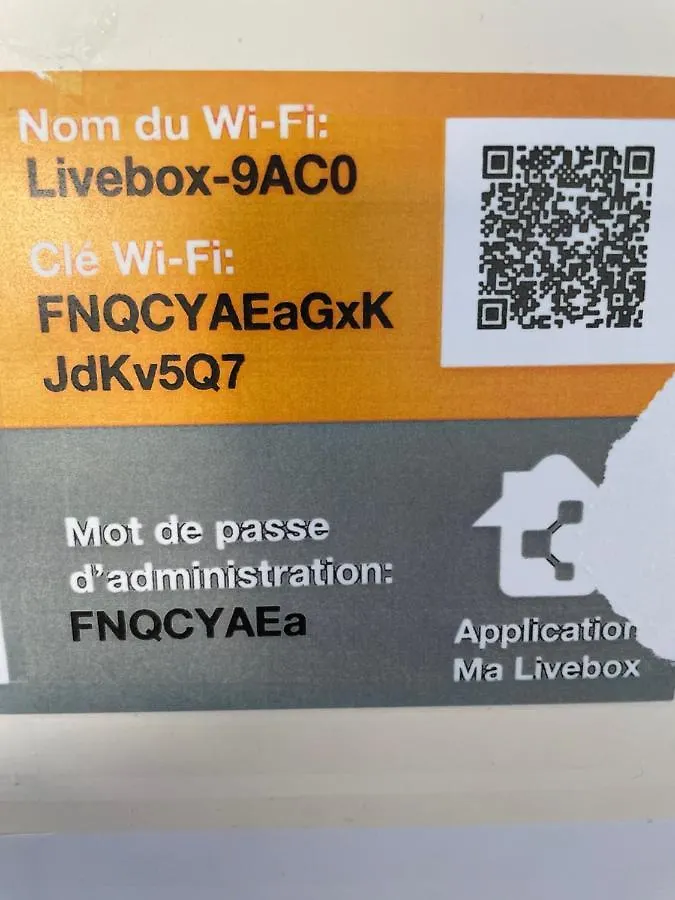 Nom du Wi-Fi:
Livebox-9AC0
Clé Wi-Fi:
FNQCYAEaGxK
JdKv5Q7
Mot de passe
d'administration:
FNQCYAEa
Application
Ma Livebox